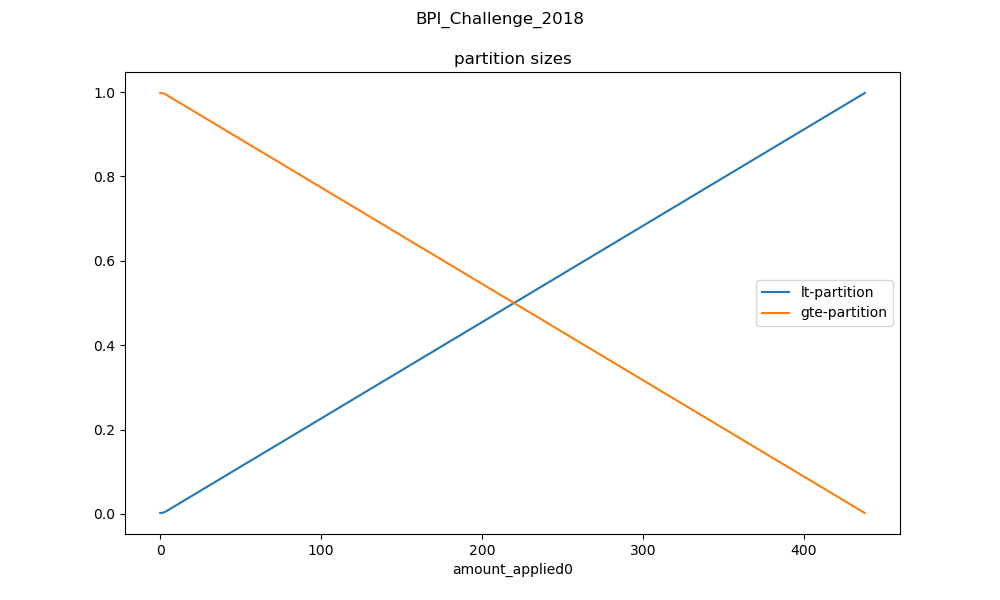 BPI_Challenge_2018
partition sizes
1.0
0.8
0.6
0.4
0.2
0.0
lt-partition
gte-partition
0 100 200 300 400
amount_applied0